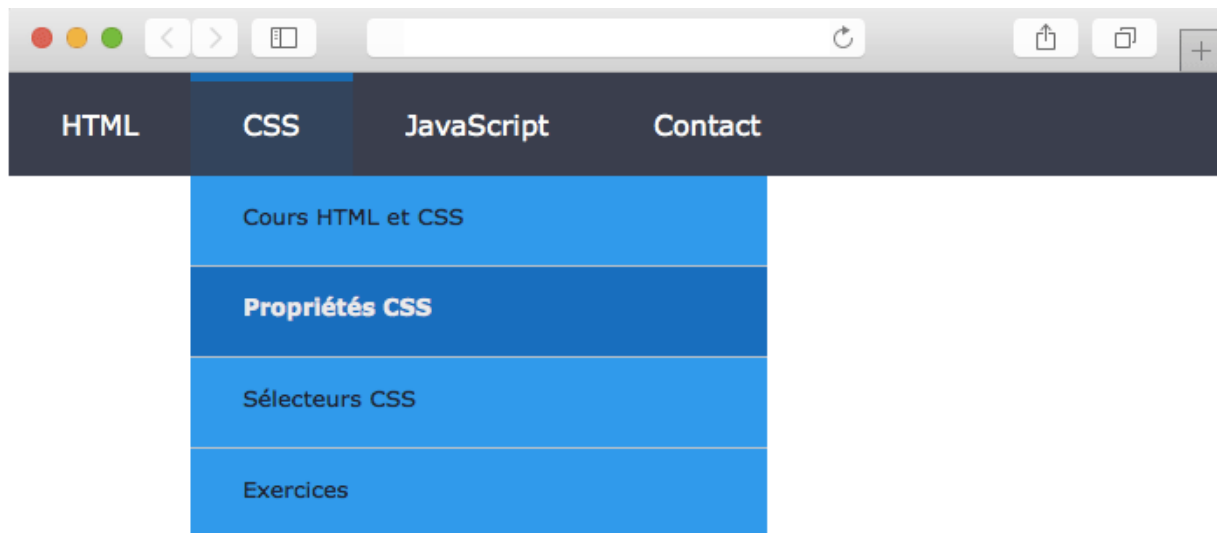 HTML CSS JavaScript Contact
Cours HTML et CSS
Propriétés CSS
Sélecteurs CSS
Exercices